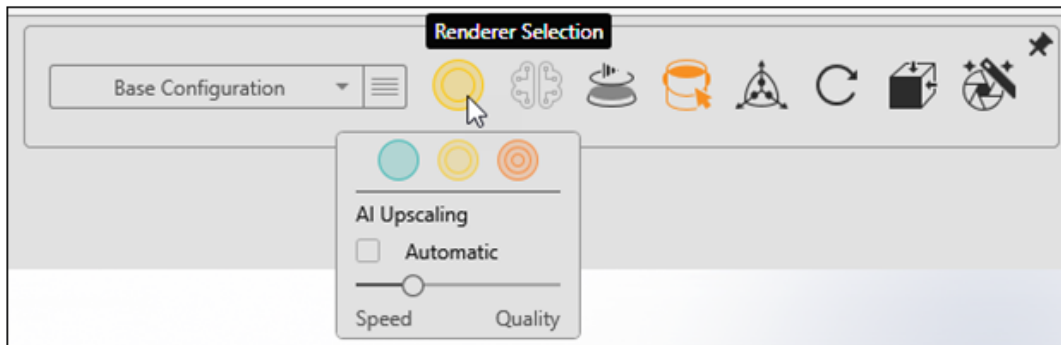 Renderer Selection
Base Configuration
AI Upscaling
Automatic
Speed Quality